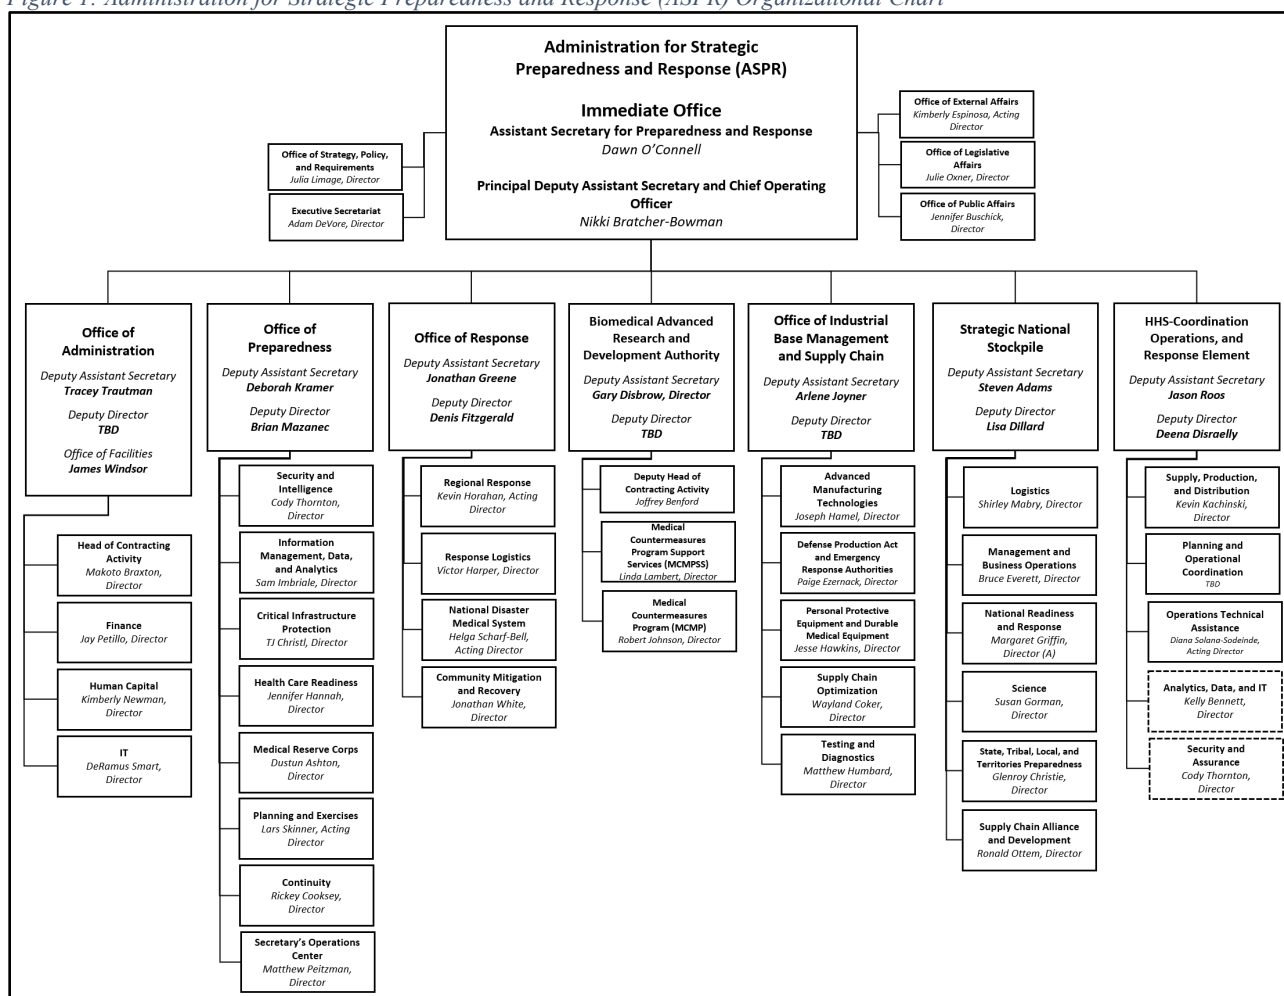 Figure 1: Administration for Strategic Preparedness and Response (ASPR) Organizational Chart
Administration for Strategic
Preparedness and Response (ASPR)
Immediate Office
Assistant Secretary for Preparedness and Response
Dawn O'Connell
Principal Deputy Assistant Secretary and Chief Operating
Officer
Nikki Bratcher-Bowman
Office of Strategy, Policy,
and Requirements
Julia Limage, Director
Executive Secretariat
Adam DeVore, Director
Office of External Affairs
Kimberly Espinosa, Acting
Director
Office of Legislative
Affairs
Julie Oxner, Director
Office of Public Affairs
Jennifer Buschick,
Director
Office of
Administration
Deputy Assistant Secretary
Tracey Trautman
Deputy Director
TBD
Office of Facilities
James Windsor
Head of Contracting
Activity
Makoto Braxton,
Director
Finance
Jay Petillo, Director
Human Capital
Kimberly Newman,
Director
IT
DeRamus Smart,
Director
Office of
Preparedness
Deputy Assistant Secretary
Deborah Kramer
Deputy Director
Brian Mazanec
Security and
Intelligence
Cody Thornton,
Director
Information
Management, Data,
and Analytics
Sam Imbriale, Director
Critical Infrastructure
Protection
TJ Christl, Director
Health Care Readiness
Jennifer Hannah,
Director
Medical Reserve Corps
Dustun Ashton,
Director
Planning and Exercises
Lars Skinner, Acting
Director
Continuity
Rickey Cooksey,
Director
Secretary's Operations
Center
Matthew Peitzman,
Director
Office of Response
Deputy Assistant Secretary
Jonathan Greene
Deputy Director
Denis Fitzgerald
Regional Response
Kevin Horahan, Acting
Director
Response Logistics
Victor Harper, Director
National Disaster
Medical System
Helga Scharf-Bell,
Acting Director
Community Mitigation
and Recovery
Jonathan White,
Director
Biomedical Advanced
Research and
Development Authority
Deputy Assistant Secretary
Gary Disbrow, Director
Deputy Director
TBD
Deputy Head of
Contracting Activity
Joffrey Benford
Medical
Countermeasures
Program Support
Services (MCMPSS)
Linda Lambert, Director
Medical
Countermeasures
Program (MCMP)
Robert Johnson, Director
Office of Industrial
Base Management
and Supply Chain
Deputy Assistant Secretary
Arlene Joyner
Deputy Director
TBD
Advanced
Manufacturing
Technologies
Joseph Hamel, Director
Defense Production Act
and Emergency
Response Authorities
Paige Ezernack, Director
Personal Protective
Equipment and Durable
Medical Equipment
Jesse Hawkins, Director
Supply Chain
Optimization
Wayland Coker,
Director
Testing and
Diagnostics
Matthew Humbard,
Director
Strategic National
Stockpile
Deputy Assistant Secretary
Steven Adams
Deputy Director
Lisa Dillard
Logistics
Shirley Mabry, Director
Management and
Business Operations
Bruce Everett, Director
National Readiness
and Response
Margaret Griffin,
Director (A)
Science
Susan Gorman,
Director
State, Tribal, Local, and
Territories Preparedness
Glenroy Christie,
Director
Supply Chain Alliance
and Development
Ronald Ottem, Director
HHS-Coordination
Operations, and
Response Element
Deputy Assistant Secretary
Jason Roos
Deputy Director
Deena Disraelly
Supply, Production,
and Distribution
Kevin Kachinski,
Director
Planning and
Operational
Coordination
TBD
Operations Technical
Assistance
Diana Solana-Sodeinde,
Acting Director
Analytics, Data, and IT
Kelly Bennett,
Director
Security and
Assurance
Cody Thornton,
Director